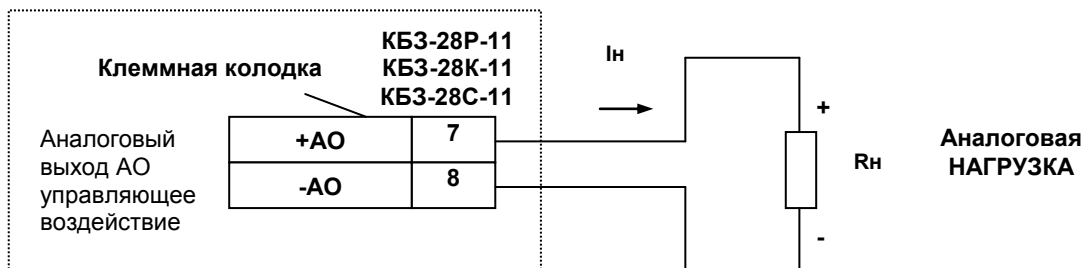 КБЗ-28Р-11
КБЗ-28К-11
КБЗ-28С-11
Клеммная колодка
Аналоговый
выход АО
управляющее
воздействие
+АО 7
-АО 8
Iн
+
Rн
-
Аналоговая
НАГРУЗКА